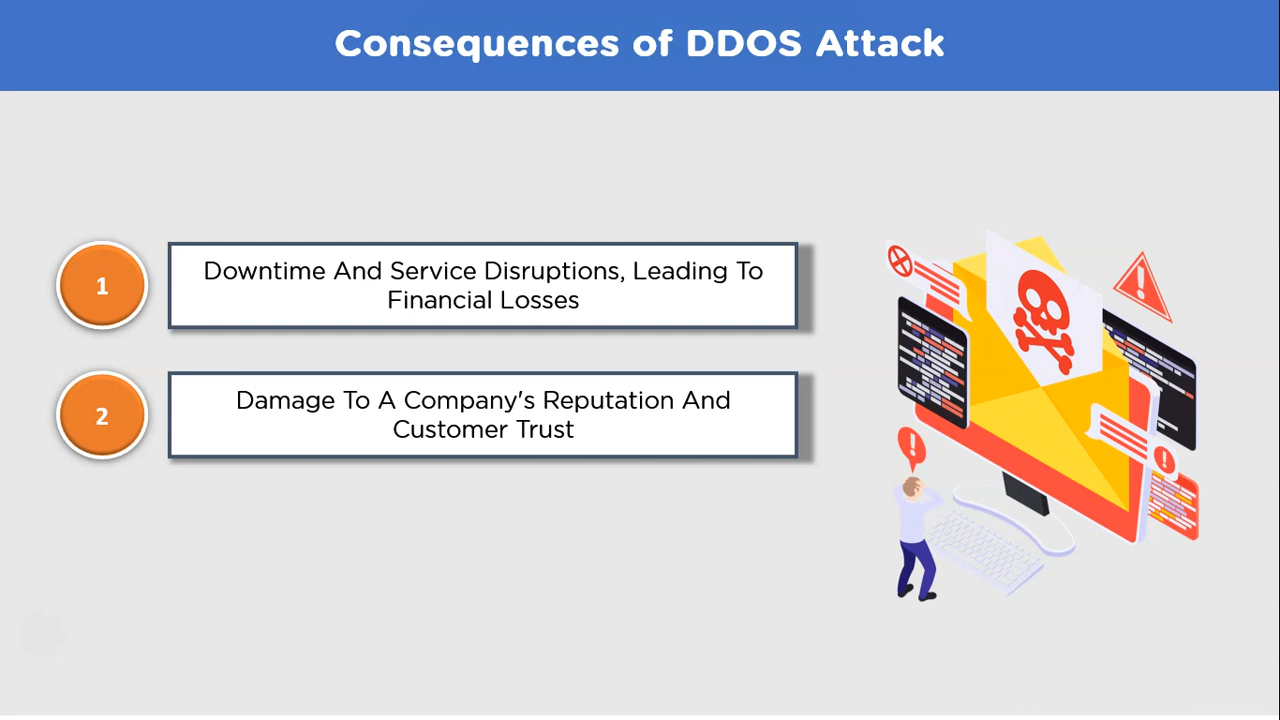 Consequences of DDOS Attack
1
Downtime And Service Disruptions, Leading To
Financial Losses
2
Damage To A Company's Reputation And
Customer Trust